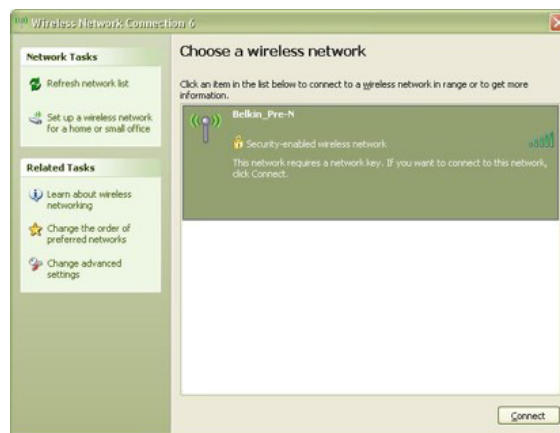 Wireless Network Connection 6
Network Tasks
Refresh network list
Set up a wireless network
for a home or small office
Related Tasks
Learn about wireless
networking
Change the order of
preferred networks
Change advanced
settings
Choose a wireless network
Click an item in the list below to connect to a wireless network in range or to get more
information.
Belkin_Pre-N
Security-enabled wireless network
This network requires a network key. If you want to connect to this network,
click Connect.
Connect